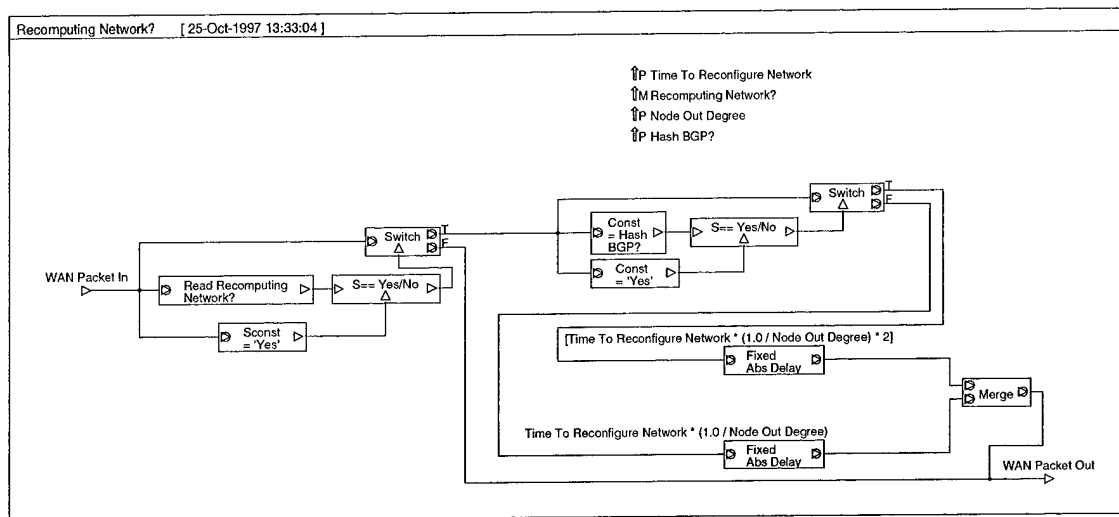 Recomputing Network? [ 25-Oct-1997 13:33:04 ]
⇑P Time To Reconfigure Network
⇑M Recomputing Network?
⇑P Node Out Degree
⇑P Hash BGP?
Switch
T
F
Const
= Hash
BGP?
S== Yes/No
Const
= 'Yes'
Switch
T
F
WAN Packet In
Read Recomputing
Network?
S== Yes/No
Sconst
= 'Yes'
[Time To Reconfigure Network * (1.0 / Node Out Degree) * 2]
Fixed
Abs Delay
Merge
Time To Reconfigure Network * (1.0 / Node Out Degree)
Fixed
Abs Delay
WAN Packet Out